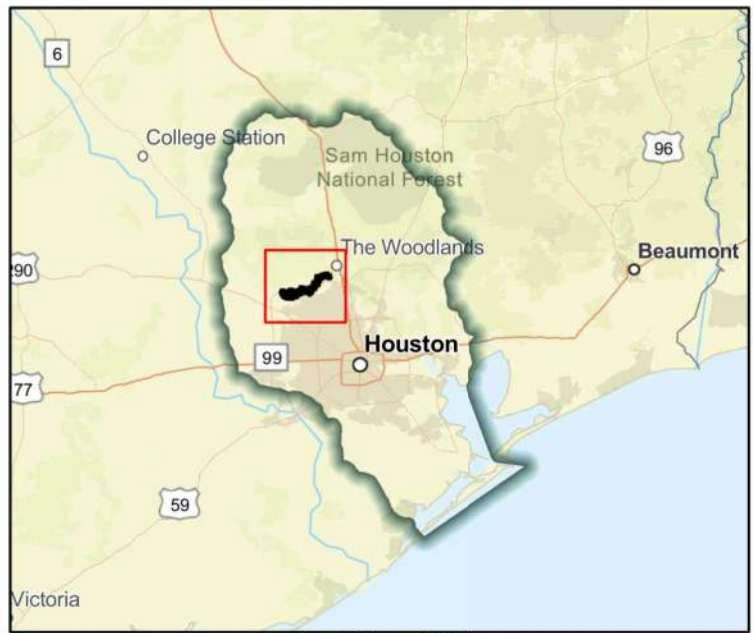 6
College Station
Sam Houston
National Forest
96
The Woodlands
290
Beaumont
Houston
99
77
59
Victoria